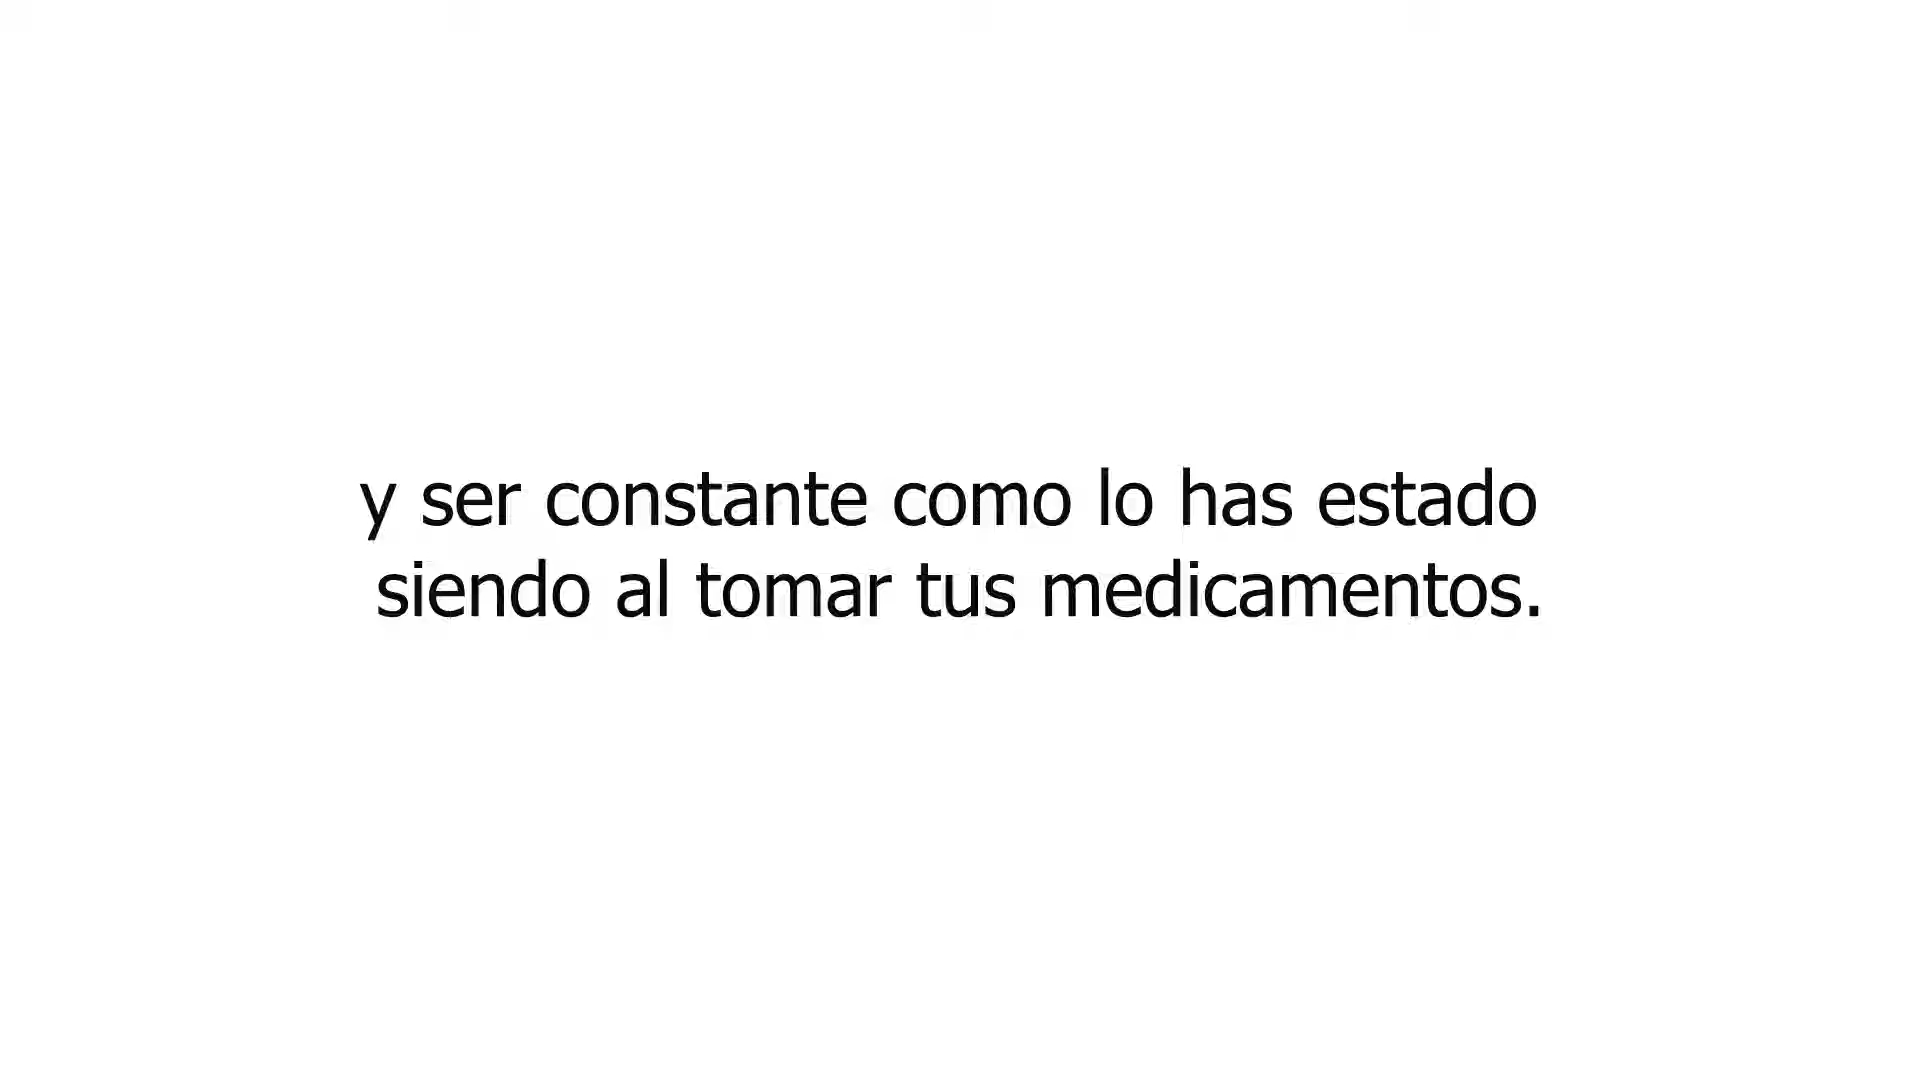 y ser constante como lo has estado
siendo al tomar tus medicamentos.